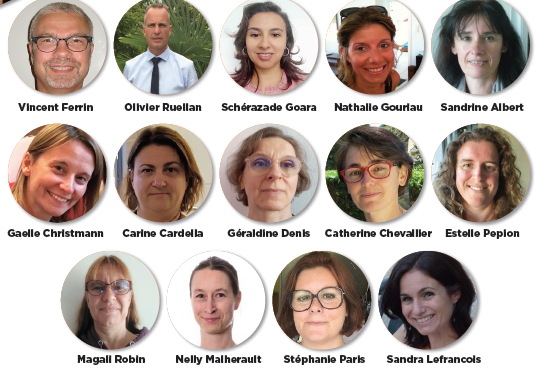 Vincent Ferrin Olivier Ruellan Schérazade Goara Nathalie Gouriau Sandrine Albert
Gaelle Christmann Carine Cardella Géraldine Denis Catherine Chevallier Estelle Pepion
Magali Robin Nelly Malherault Stéphanie Paris Sandra Lefrancois